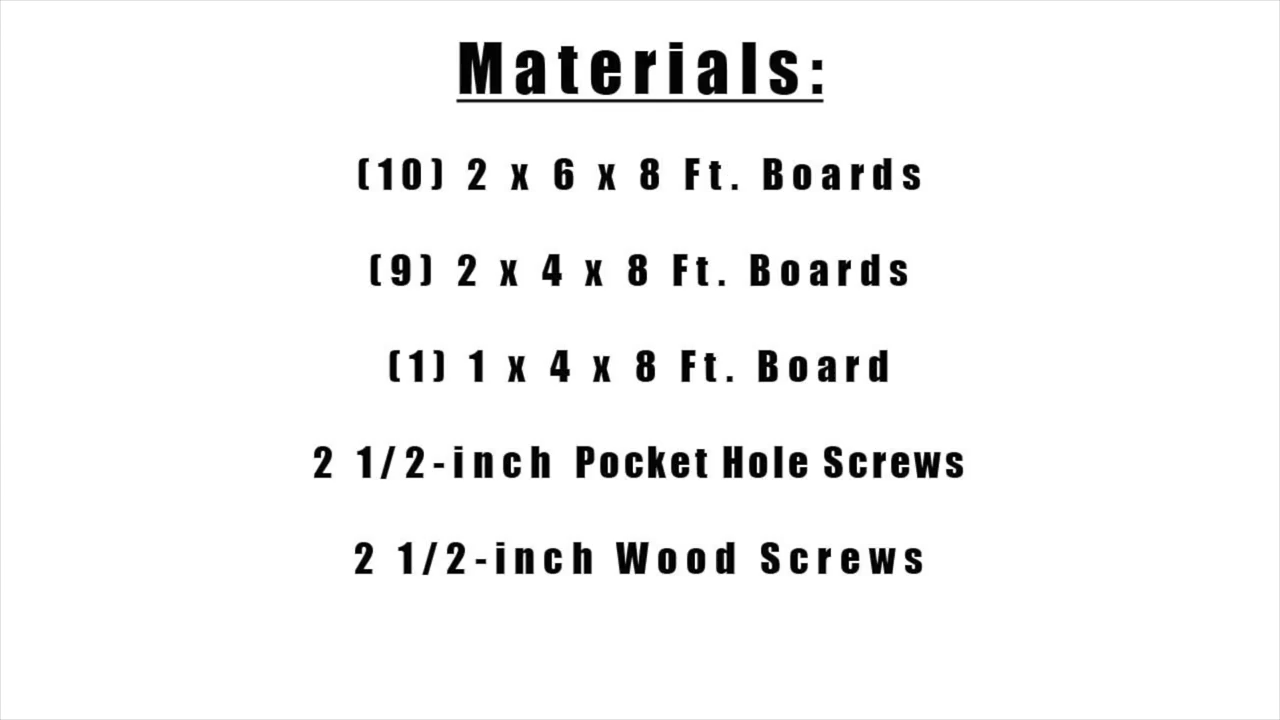 Materials:
(10) 2 x 6 x 8 Ft. Boards
(9) 2 x 4 x 8 Ft. Boards
(1) 1 x 4 x 8 Ft. Board
2 1/2-inch Pocket Hole Screws
2 1/2-inch Wood Screws